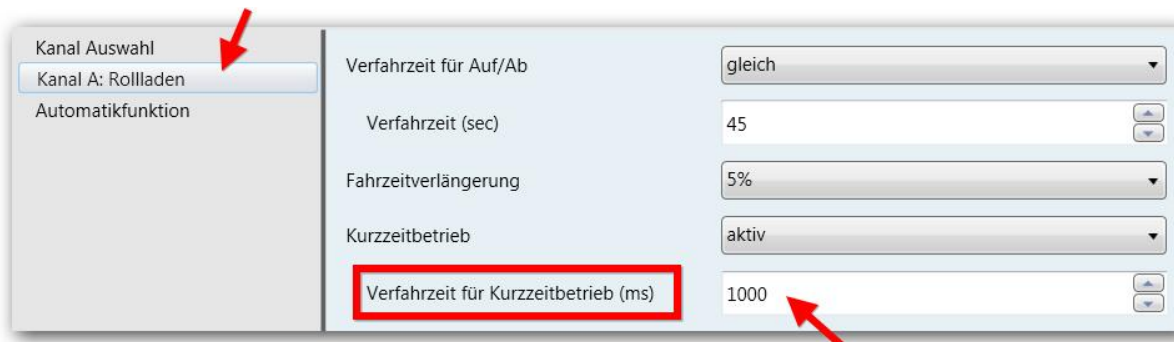 Kanal Auswahl
Kanal A: Rollladen
Automatikfunktion
Verfahrzeit für Auf/Ab
gleich
Verfahrzeit (sec)
45
Fahrzeitverlängerung
5%
Kurzzeitbetrieb
aktiv
Verfahrzeit für Kurzzeitbetrieb (ms)
1000